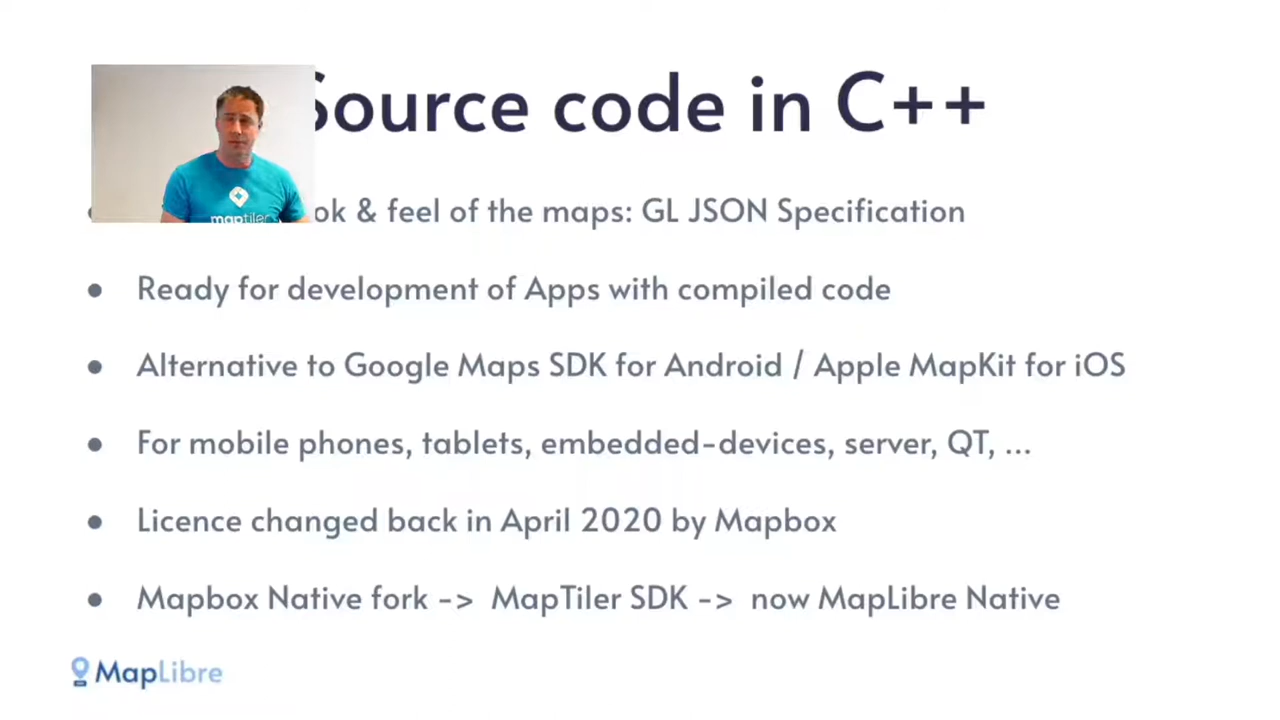 Source code in C++
maptiler
& feel of the maps: GL JSON Specification
● Ready for development of Apps with compiled code
● Alternative to Google Maps SDK for Android / Apple MapKit for iOS
● For mobile phones, tablets, embedded-devices, server, QT, ...
● Licence changed back in April 2020 by Mapbox
● Mapbox Native fork -> MapTiler SDK -> now MapLibre Native
MapLibre